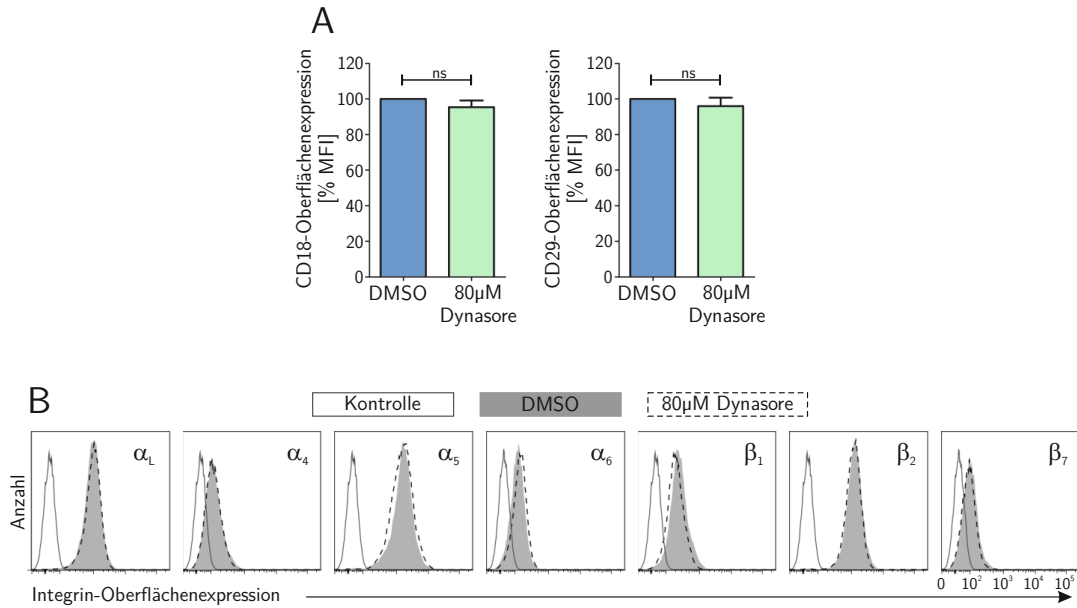 A
CD18-Oberflächenexpression
[% MFI]
120
100
80
60
40
20
0
ns
DMSO
80µM
Dynasore
CD29-Oberflächenexpression
[% MFI]
120
100
80
60
40
20
0
ns
DMSO
80µM
Dynasore
B
Kontrolle
DMSO
80µM Dynasore
Anzahl
αL
α4
α5
α6
β1
β2
β7
0 10² 10³ 10⁴ 10⁵
Integrin-Oberflächenexpression